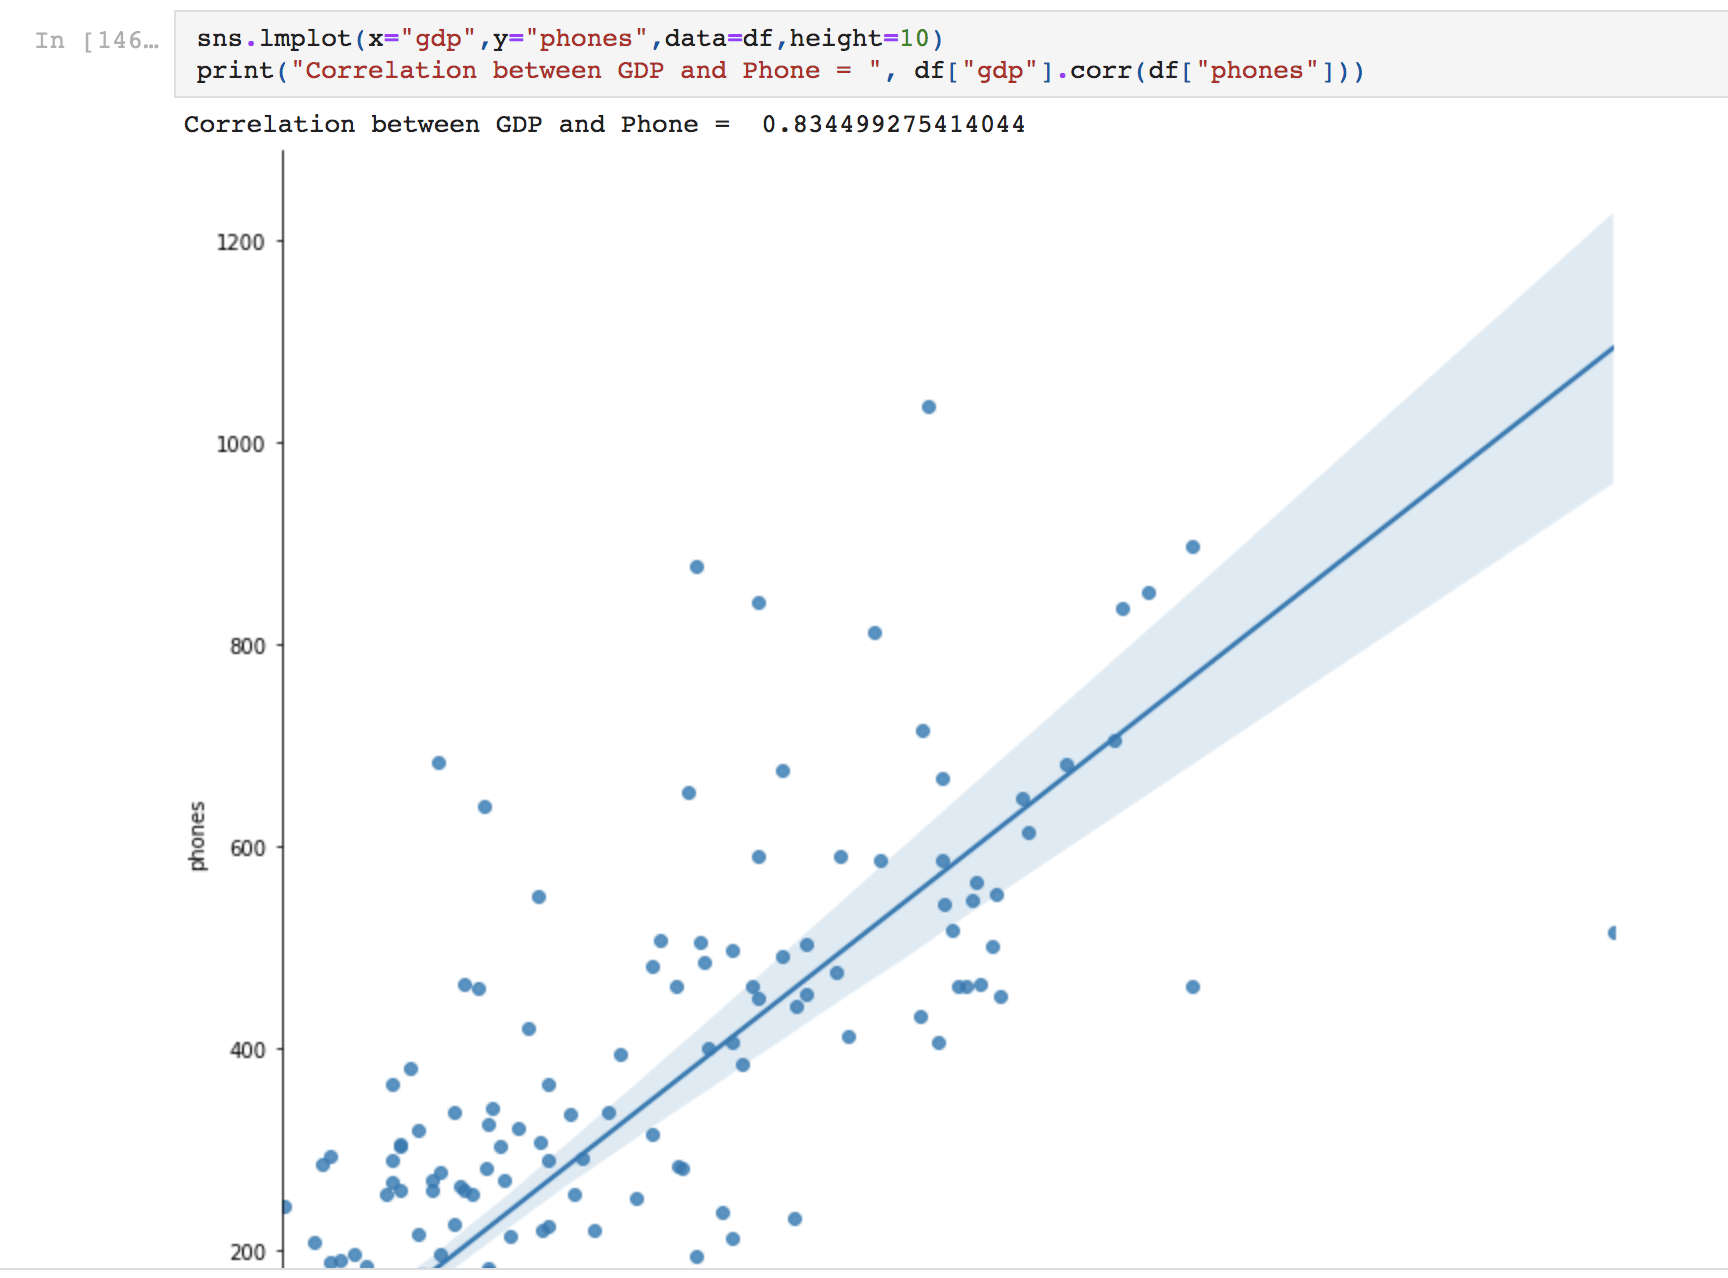 In [146…
sns.lmplot(x="gdp",y="phones",data=df,height=10)
print("Correlation between GDP and Phone = ", df["gdp"].corr(df["phones"]))
Correlation between GDP and Phone =  0.834499275414044
1200
1000
800
phones
600
400
200